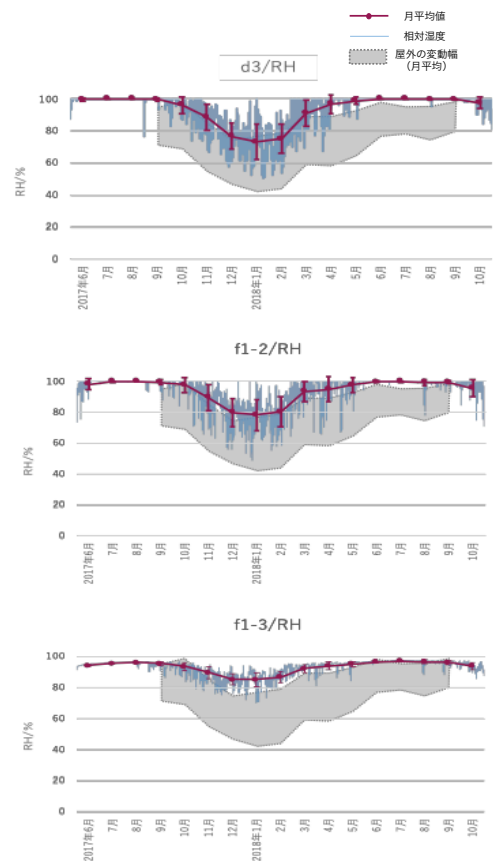 月平均値
相対湿度
屋外の変動幅
（月平均）
d3/RH
RH/%
100
80
60
40
20
0
2017年6月
7月
8月
9月
10月
11月
12月
2018年1月
2月
3月
4月
5月
6月
7月
8月
9月
10月
f1-2/RH
RH/%
100
80
60
40
20
0
2017年6月
7月
8月
9月
10月
11月
12月
2018年1月
2月
3月
4月
5月
6月
7月
8月
9月
10月
f1-3/RH
RH/%
100
80
60
40
20
0
2017年6月
7月
8月
9月
10月
11月
12月
2018年1月
2月
3月
4月
5月
6月
7月
8月
9月
10月